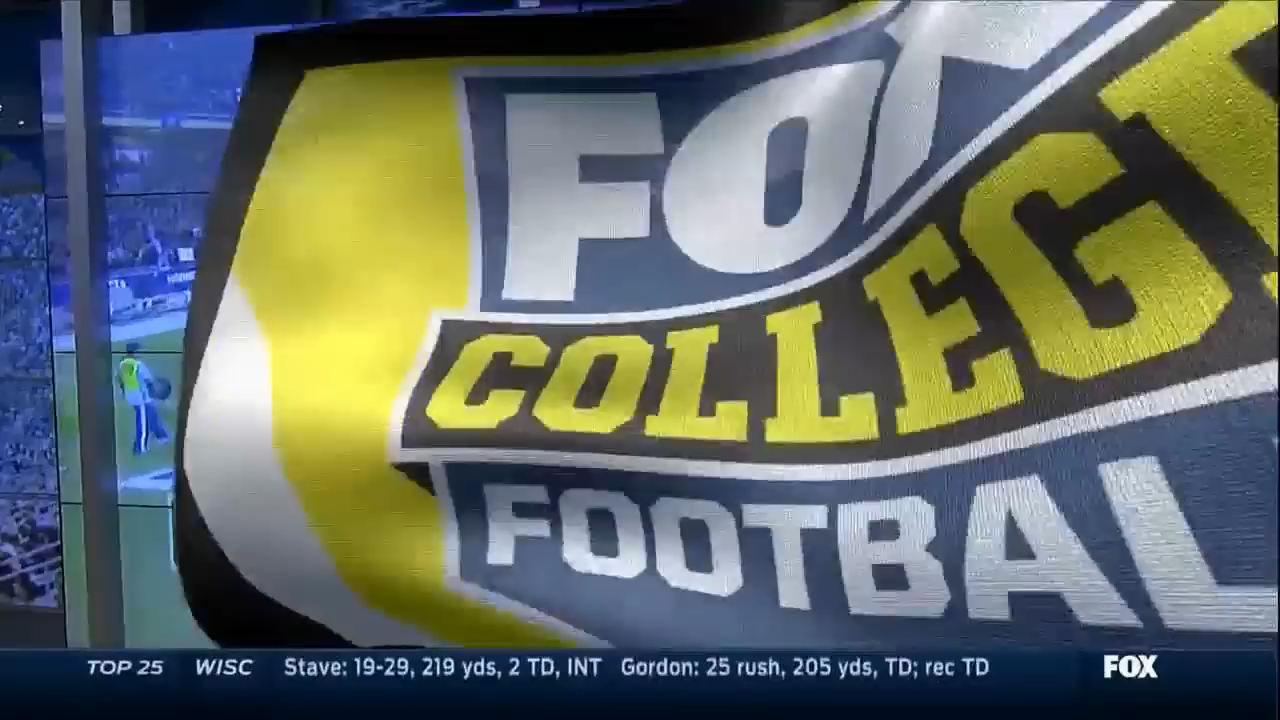 FOX
COLLEGE
FOOTBAL
TOP 25 WISC Stave: 19-29, 219 yds, 2 TD, INT Gordon: 25 rush, 205 yds, TD; rec TD FOX